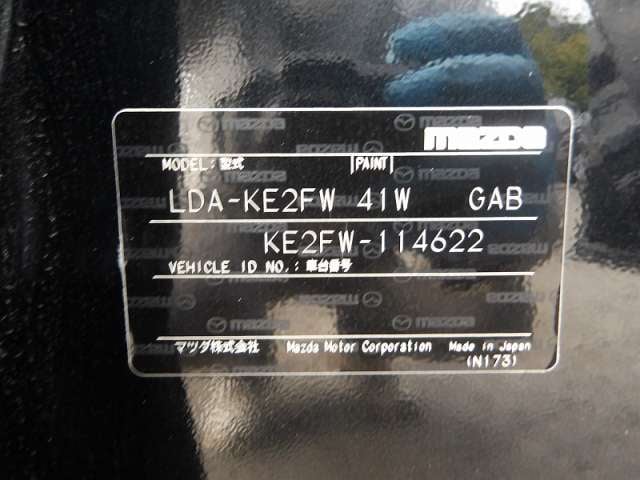 mazda
MODEL:型式 |PAINT|
LDA-KE2FW 41W GAB
KE2FW-114622
VEHICLE ID NO.:車台番号
マツダ株式会社 Mazda Motor Corporation Made in Japan
(N173)